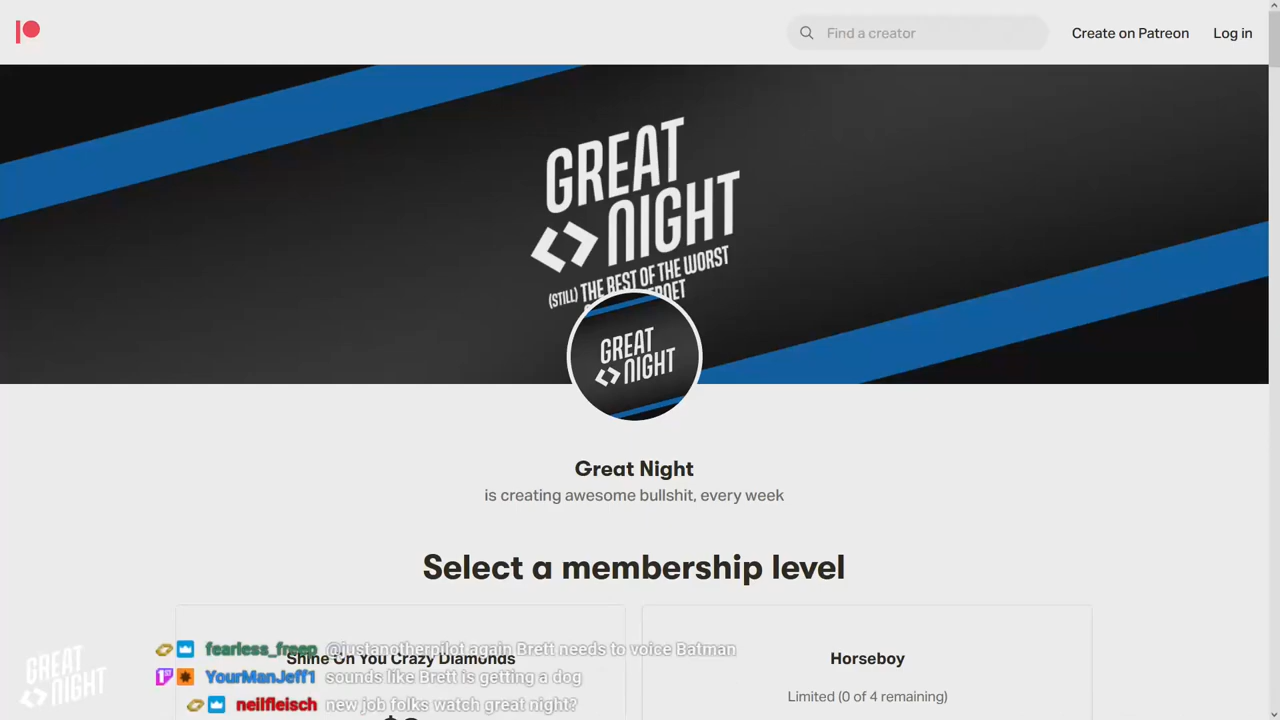 Find a creator
Create on Patreon
Log in
GREAT
NIGHT
(STILL) THE BEST OF THE WORST
GREAT
NIGHT
Great Night
is creating awesome bullshit, every week
Select a membership level
fearless_freep @justanotherpilot again Brett needs to voice Batman
Shine On You Crazy Diamonds
Horseboy
YourManJeff1 sounds like Brett is getting a dog
Limited (0 of 4 remaining)
neilfleisch new job folks watch great night?
GREAT
NIGHT